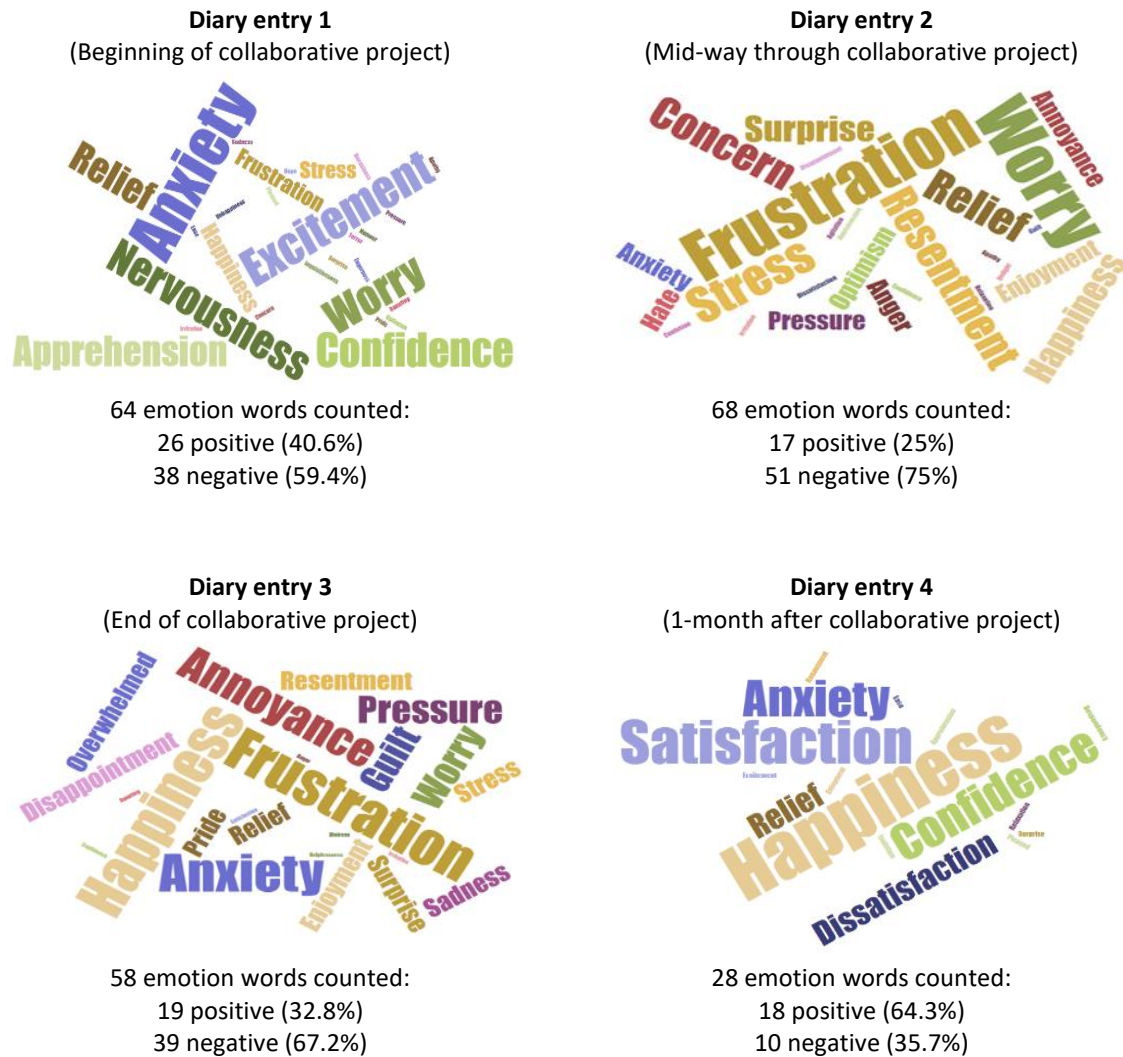 Diary entry 1
(Beginning of collaborative project)
Anxiety
Relief
Frustration
Stress
Excitement
Happiness
Nervousness
Worry
Apprehension
Confidence
64 emotion words counted:
26 positive (40.6%)
38 negative (59.4%)
Diary entry 2
(Mid-way through collaborative project)
Concern
Surprise
Frustration
Worry
Annoyance
Relief
Resentment
Anxiety
Stress
Hate
Optimism
Anger
Pressure
Dissatisfaction
Enjoyment
Happiness
68 emotion words counted:
17 positive (25%)
51 negative (75%)
Diary entry 3
(End of collaborative project)
Overwhelmed
Annoyance
Resentment
Pressure
Disappointment
Happiness
Frustration
Guilt
Worry
Stress
Pride
Relief
Anxiety
Enjoyment
Surprise
Sadness
58 emotion words counted:
19 positive (32.8%)
39 negative (67.2%)
Diary entry 4
(1-month after collaborative project)
Anxiety
Satisfaction
Excitement
Relief
Happiness
Confidence
Dissatisfaction
Relaxation
Surprise
28 emotion words counted:
18 positive (64.3%)
10 negative (35.7%)